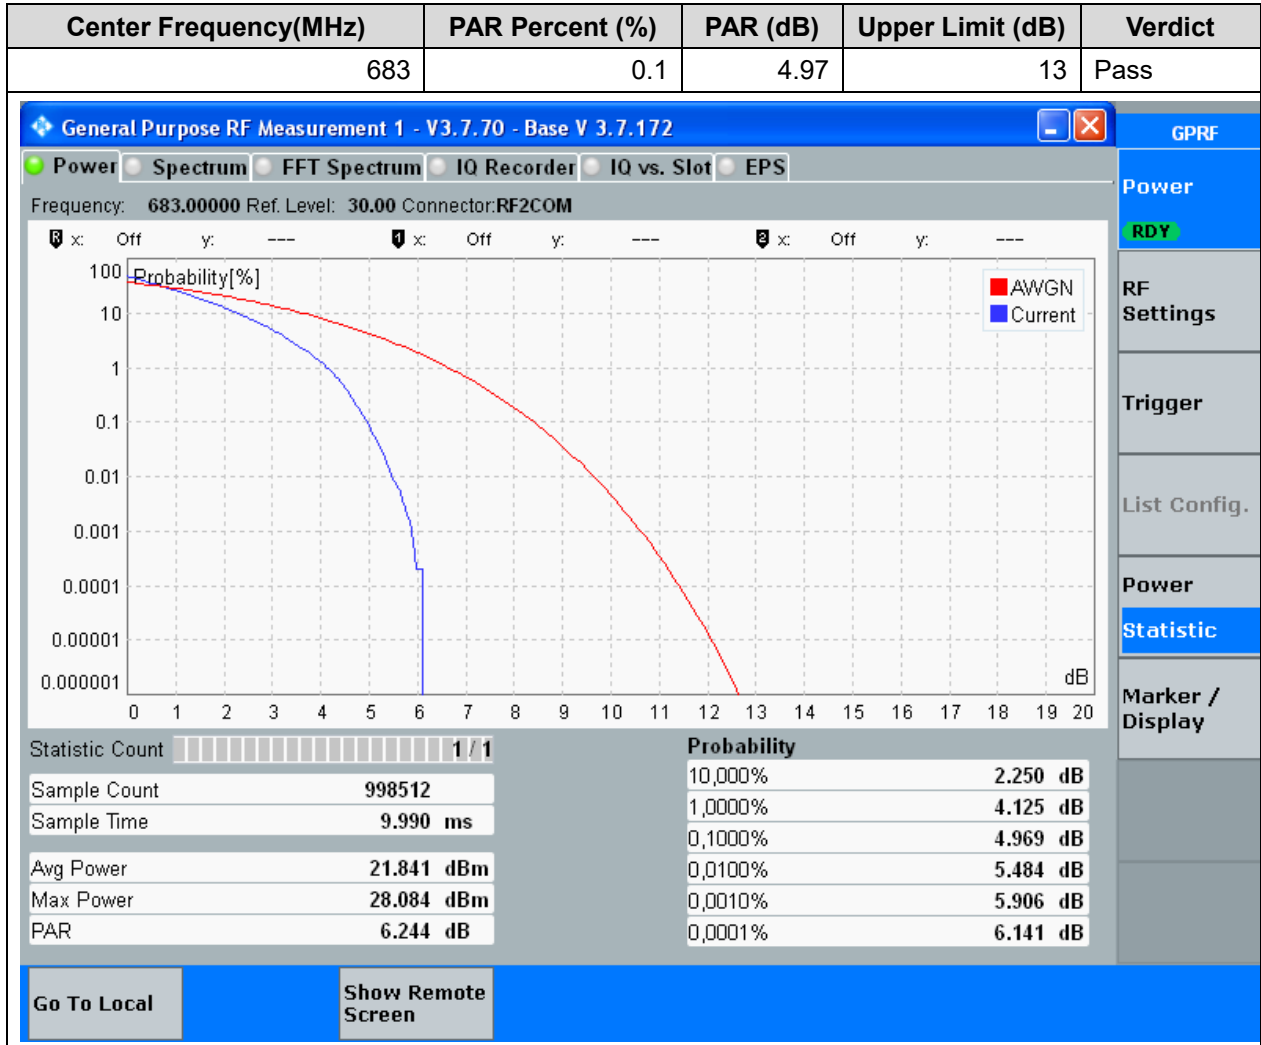 Center Frequency(MHz) PAR Percent (%) PAR (dB) Upper Limit (dB) Verdict
683 0.1 4.97 13 Pass
General Purpose RF Measurement 1 - V3.7.70 - Base V 3.7.172
GPRF
Power Spectrum FFT Spectrum IQ Recorder IQ vs. Slot EPS
Frequency: 683.00000 Ref. Level: 30.00 Connector:RF2COM
R x: Off y: --- 1 x: Off y: --- 2 x: Off y: ---
Probability[%]
AWGN
Current
100
10
1
0.1
0.01
0.001
0.0001
0.00001
0.000001
dB
0 1 2 3 4 5 6 7 8 9 10 11 12 13 14 15 16 17 18 19 20
Statistic Count 1 / 1
Sample Count 998512
Sample Time 9.990 ms
Avg Power 21.841 dBm
Max Power 28.084 dBm
PAR 6.244 dB
Probability
10,000% 2.250 dB
1,0000% 4.125 dB
0,1000% 4.969 dB
0,0100% 5.484 dB
0,0010% 5.906 dB
0,0001% 6.141 dB
Power
RDY
RF
Settings
Trigger
List Config.
Power
Statistic
Marker /
Display
Go To Local
Show Remote
Screen